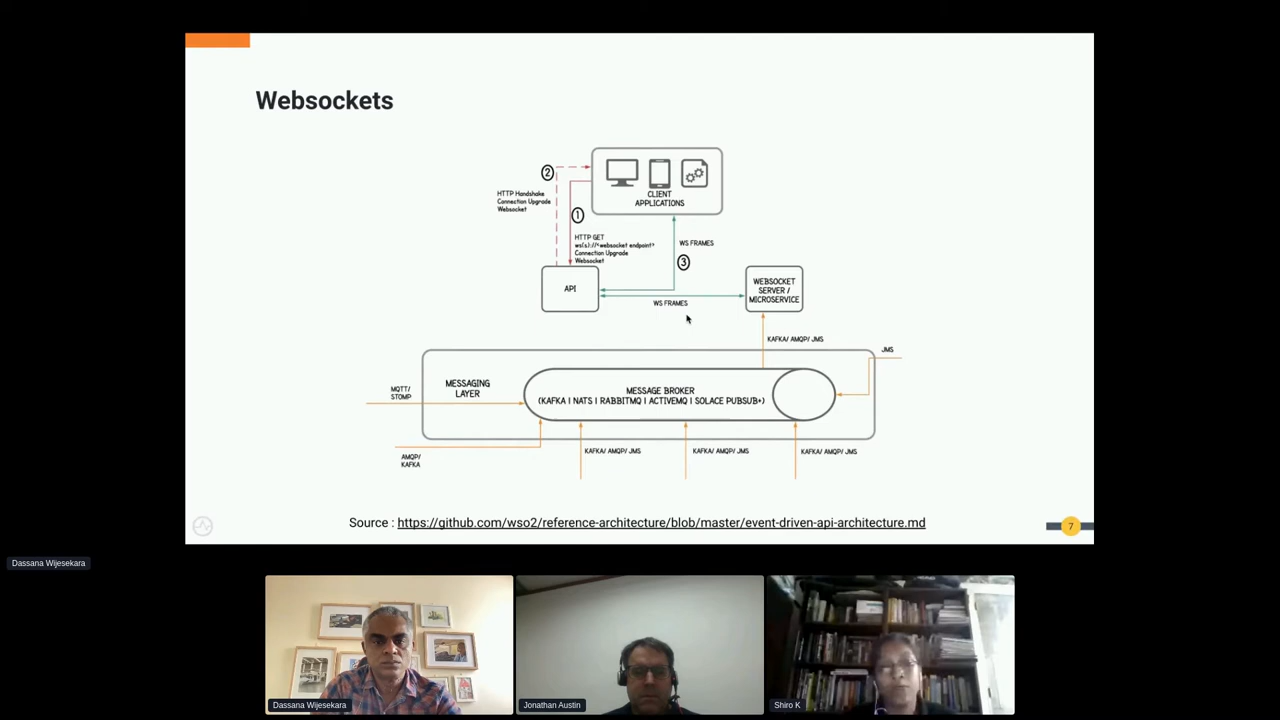 Websockets
②
HTTP Handshake
Connection Upgrade
Websocket
①
HTTP GET
ws(s)://<websocket endpoint>
Connection Upgrade
Websocket
CLIENT
APPLICATIONS
WS FRAMES
③
API
WS FRAMES
WEBSOCKET
SERVER /
MICROSERVICE
KAFKA/ AMQP/ JMS
JMS
MQTT/
STOMP
MESSAGING
LAYER
MESSAGE BROKER
(KAFKA | NATS | RABBITMQ | ACTIVEMQ | SOLACE PUBSUB+)
AMQP/
KAFKA
KAFKA/ AMQP/ JMS
KAFKA/ AMQP/ JMS
KAFKA/ AMQP/ JMS
Source : https://github.com/wso2/reference-architecture/blob/master/event-driven-api-architecture.md
7
Dassana Wijesekara
Dassana Wijesekara
Jonathan Austin
Shiro K